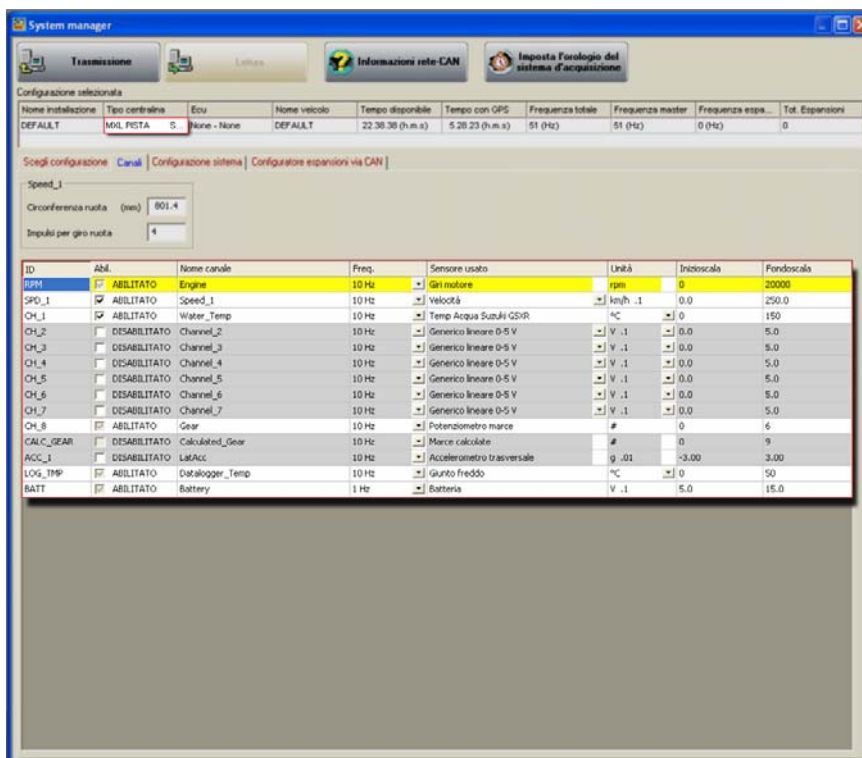 System manager
Trasmissione Lettura Informazioni rete-CAN Imposta l'orologio del
sistema d'acquisizione
Configurazione selezionata
Nome installazione Tipo centralina Ecu Nome veicolo Tempo disponibile Tempo con GPS Frequenza totale Frequenza master Frequenza espa... Tot. Espansioni
DEFAULT MXL PISTA S... None - None DEFAULT 22.38.38 (h.m.s) 5.28.23 (h.m.s) 51 (Hz) 51 (Hz) 0 (Hz) 0
Scegli configurazione Canali Configurazione sistema Configuratore espansioni via CAN
Speed_1
Circonferenza ruota (mm) 801.4
Impulsi per giro ruota 4
ID Abil. Nome canale Freq. Sensore usato Unità Inizioscala Fondoscala
RPM ABILITATO Engine 10 Hz Giri motore rpm 0 20000
SPD_1 ABILITATO Speed_1 10 Hz Velocità km/h .1 0.0 250.0
CH_1 ABILITATO Water_Temp 10 Hz Temp Acqua Suzuki GSXR °C 0 150
CH_2 DISABILITATO Channel_2 10 Hz Generico lineare 0-5 V V .1 0.0 5.0
CH_3 DISABILITATO Channel_3 10 Hz Generico lineare 0-5 V V .1 0.0 5.0
CH_4 DISABILITATO Channel_4 10 Hz Generico lineare 0-5 V V .1 0.0 5.0
CH_5 DISABILITATO Channel_5 10 Hz Generico lineare 0-5 V V .1 0.0 5.0
CH_6 DISABILITATO Channel_6 10 Hz Generico lineare 0-5 V V .1 0.0 5.0
CH_7 DISABILITATO Channel_7 10 Hz Generico lineare 0-5 V V .1 0.0 5.0
CH_8 ABILITATO Gear 10 Hz Potenziometro marce # 0 6
CALC_GEAR DISABILITATO Calculated_Gear 10 Hz Marce calcolate # 0 9
ACC_1 DISABILITATO LatAcc 10 Hz Accelerometro trasversale g .01 -3.00 3.00
LOG_TMP ABILITATO Datalogger_Temp 10 Hz Giunto freddo °C 0 50
BATT ABILITATO Battery 1 Hz Batteria V .1 5.0 15.0